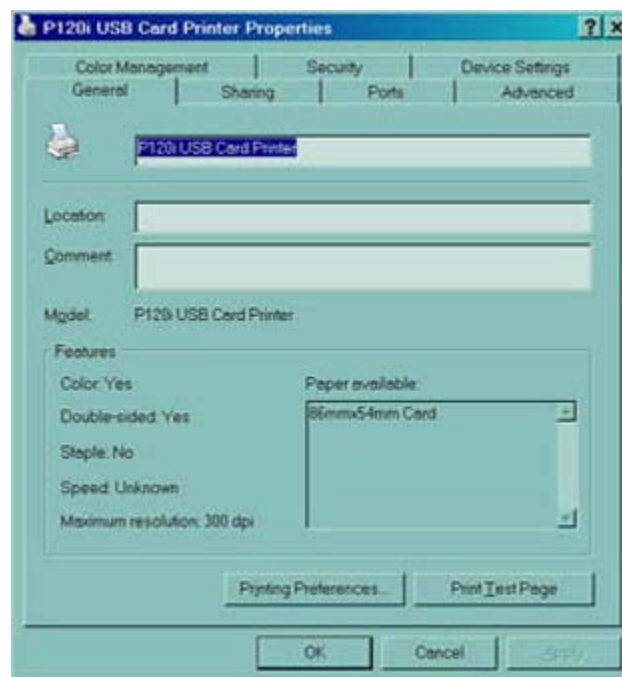 P120i USB Card Printer Properties
Color Management Security Device Settings
General Sharing Ports Advanced
P120i USB Card Printer
Location:
Comment:
Model: P120i USB Card Printer
Features
Color: Yes
Paper available:
Double-sided: Yes
86mmx54mm Card
Staple: No
Speed: Unknown
Maximum resolution: 300 dpi
Printing Preferences...
Print Test Page
OK
Cancel
Apply